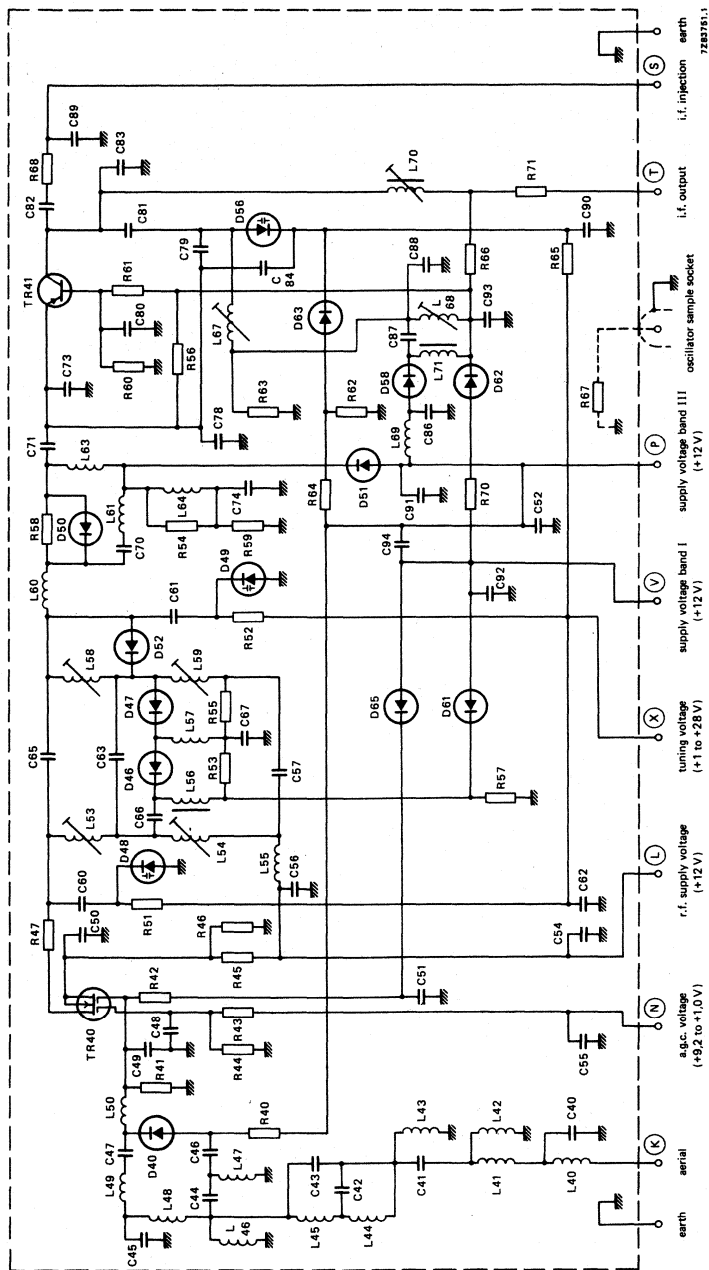 7Z83751.1
earth
S
i.f. injection
T
i.f. output
oscillator sample socket
P
supply voltage band III
(+12 V)
V
supply voltage band I
(+12 V)
X
tuning voltage
(+1 to +28 V)
L
r.f. supply voltage
(+12 V)
N
a.g.c. voltage
(+9,2 to +1,0 V)
K
aerial
earth
C89
R68
C83
C82
L70
R71
C81
D56
C79
C90
TR41
R61
C84
C88
R66
R65
C80
L67
D63
C87
L68
C93
C73
R60
R56
D58
L71
D62
R67
R63
R62
C86
C78
L69
C71
L63
D51
R64
C91
R70
C52
R58
D50
L61
L64
C74
C94
C70
R54
R59
D49
L60
C61
C92
R52
D52
L58
L59
D47
R55
D65
D61
L57
C67
C65
C63
D46
R53
C57
R57
L56
C66
L53
L54
D48
L55
C56
C60
C62
R47
C50
R51
R46
C54
R45
R42
TR40
C51
C48
R43
C49
R44
R41
C55
L50
D40
R40
C47
C46
L43
L42
C40
L49
L47
C44
C43
C41
L41
L40
L48
C42
L46
L45
L44
C45